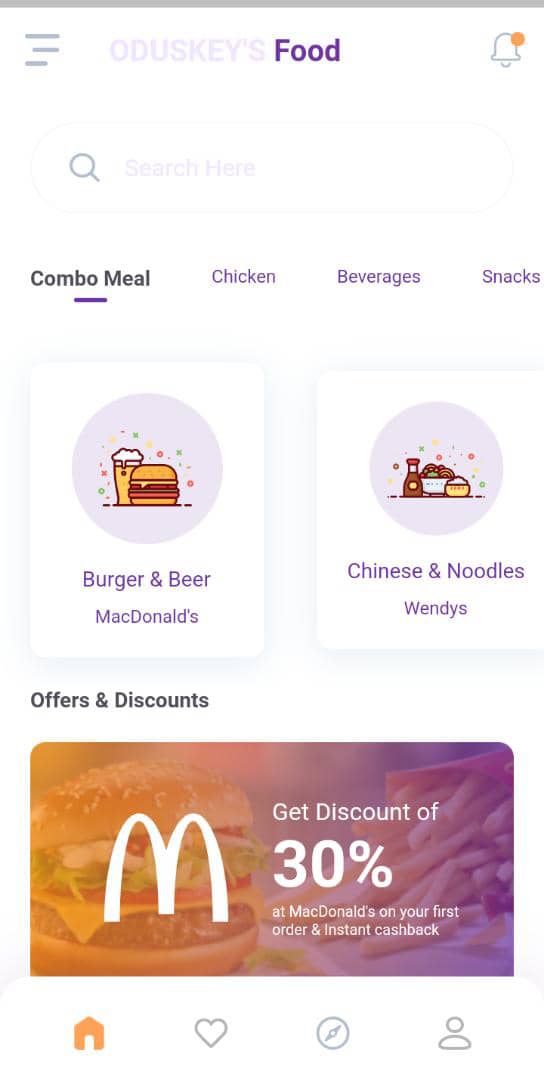 ODUSKEY'S Food
Search Here
Combo Meal Chicken Beverages Snacks
Burger & Beer
MacDonald's
Chinese & Noodles
Wendys
Offers & Discounts
M
Get Discount of
30%
at MacDonald's on your first
order & Instant cashback